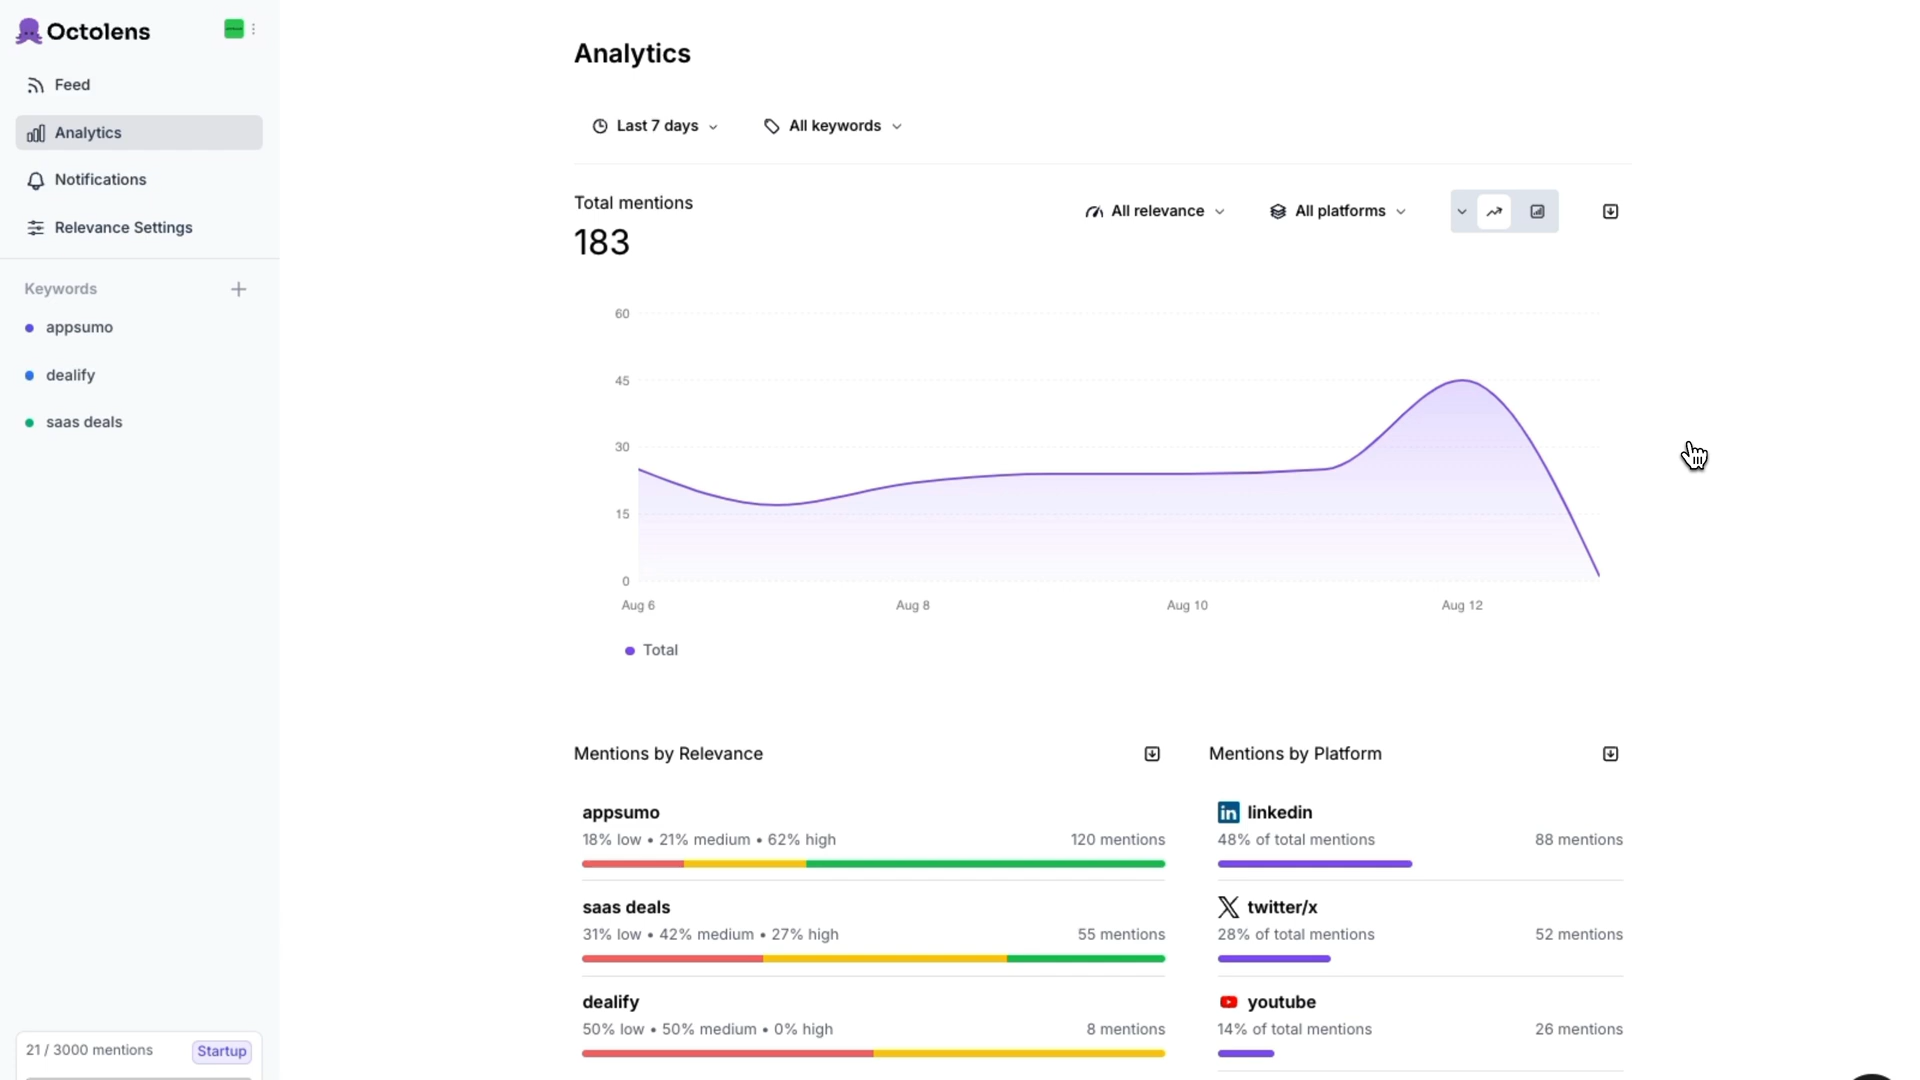 Octolens
Feed
Analytics
Notifications
Relevance Settings
Keywords
appsumo
dealify
saas deals
21 / 3000 mentions
Startup
Analytics
Last 7 days
All keywords
Total mentions
183
All relevance
All platforms
60
45
30
15
0
Aug 6
Aug 8
Aug 10
Aug 12
Total
Mentions by Relevance
appsumo
18% low • 21% medium • 62% high
120 mentions
saas deals
31% low • 42% medium • 27% high
55 mentions
dealify
50% low • 50% medium • 0% high
8 mentions
Mentions by Platform
linkedin
48% of total mentions
88 mentions
twitter/x
28% of total mentions
52 mentions
youtube
14% of total mentions
26 mentions